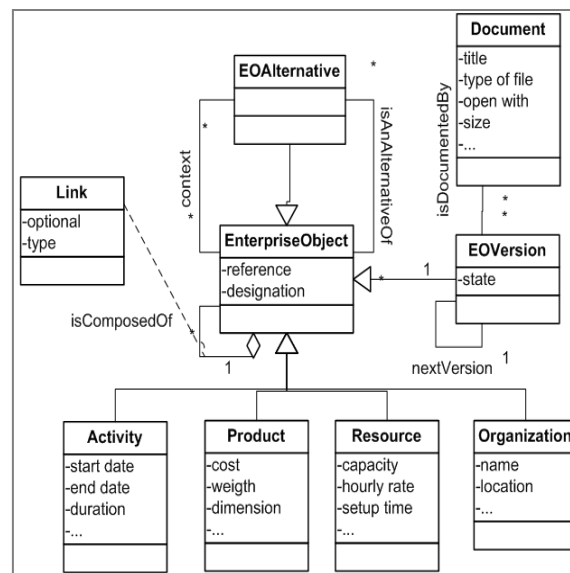 Document
-title
-type of file
-open with
-size
-...
isDocumentedBy
*
*
EOAlternative
*
*
* context
isAnAlternativeOf
Link
-optional
-type
EnterpriseObject
-reference
-designation
EOVersion
-state
1
*
nextVersion
1
isComposedOf
*
1
Activity
-start date
-end date
-duration
-...
Product
-cost
-weigth
-dimension
-...
Resource
-capacity
-hourly rate
-setup time
-...
Organization
-name
-location
-...